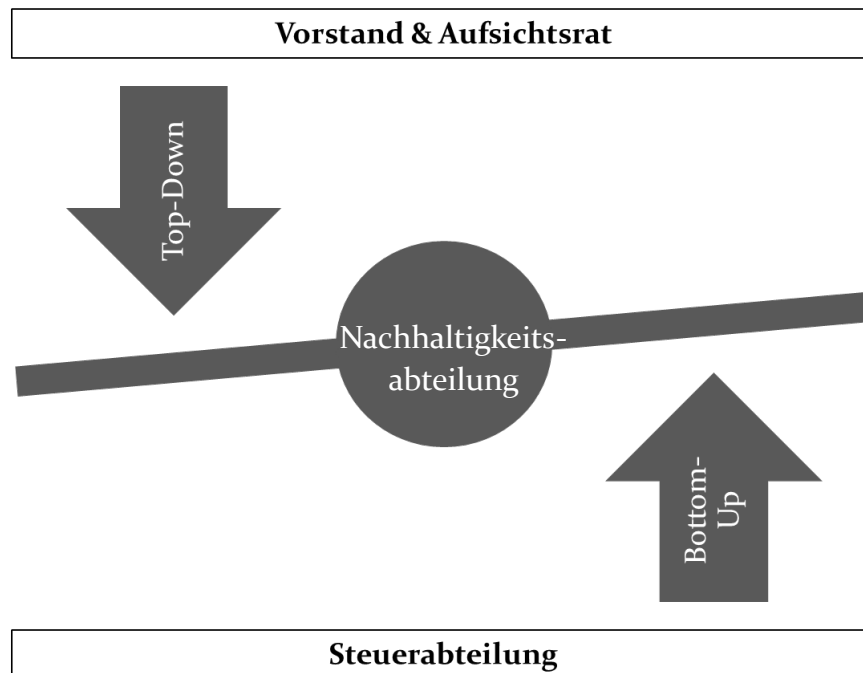 Vorstand & Aufsichtsrat
Top-Down
Nachhaltigkeits-
abteilung
Bottom-
Up
Steuerabteilung